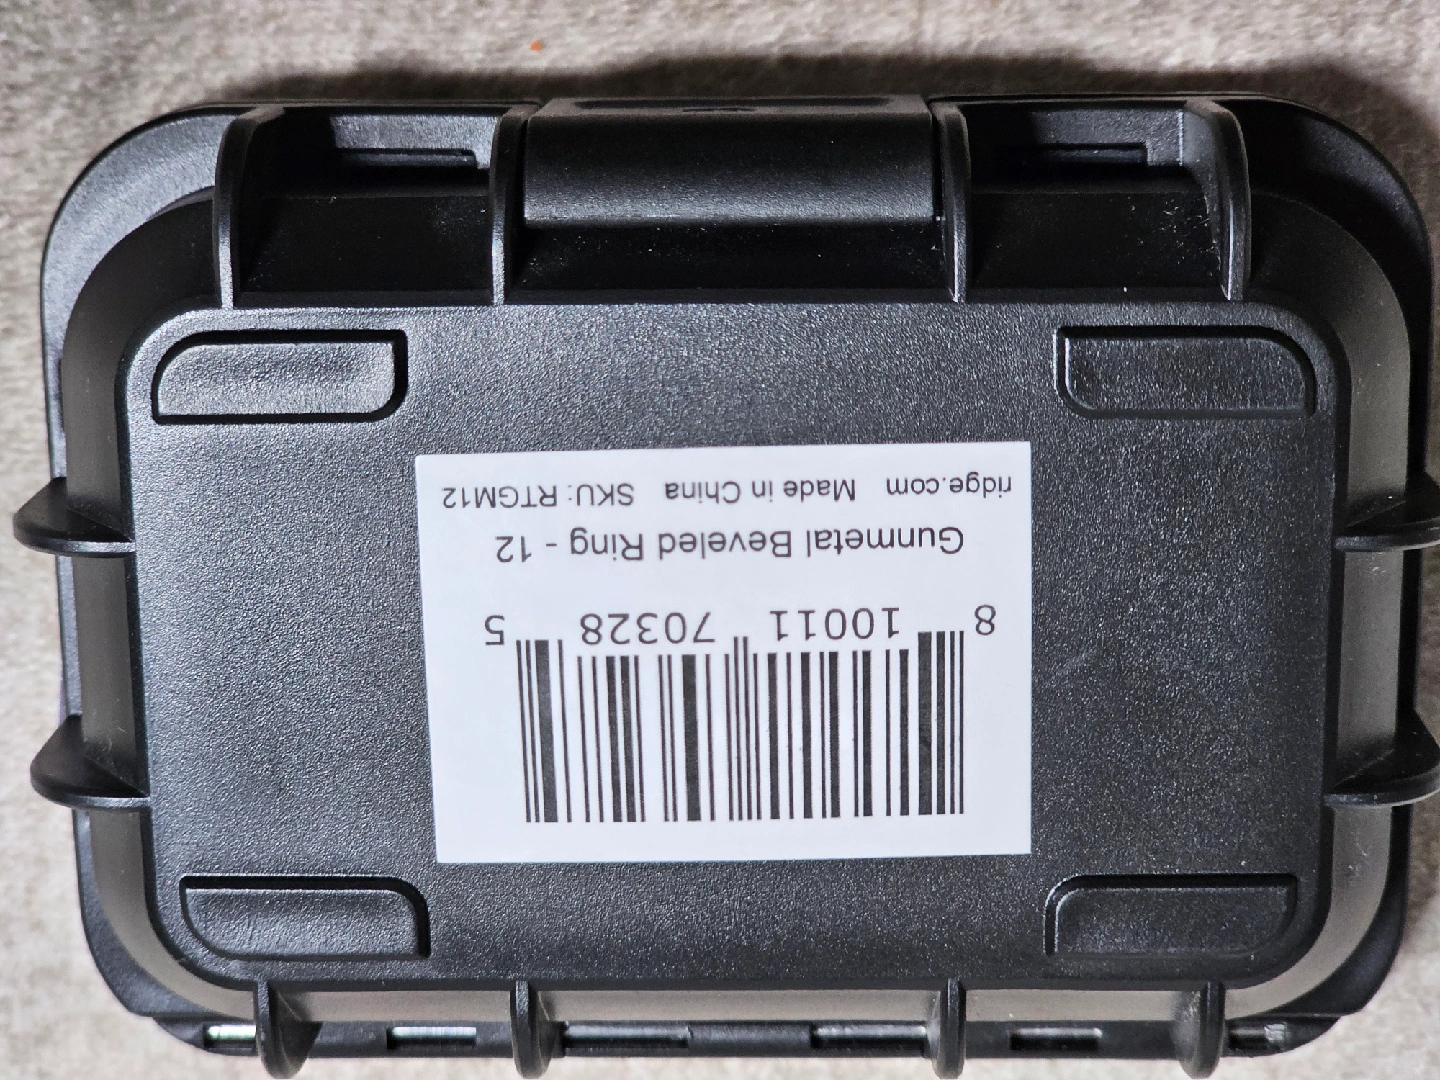 8 10011 70328 5
Gunmetal Beveled Ring - 12
ridge.com Made in China SKU: RTGM12